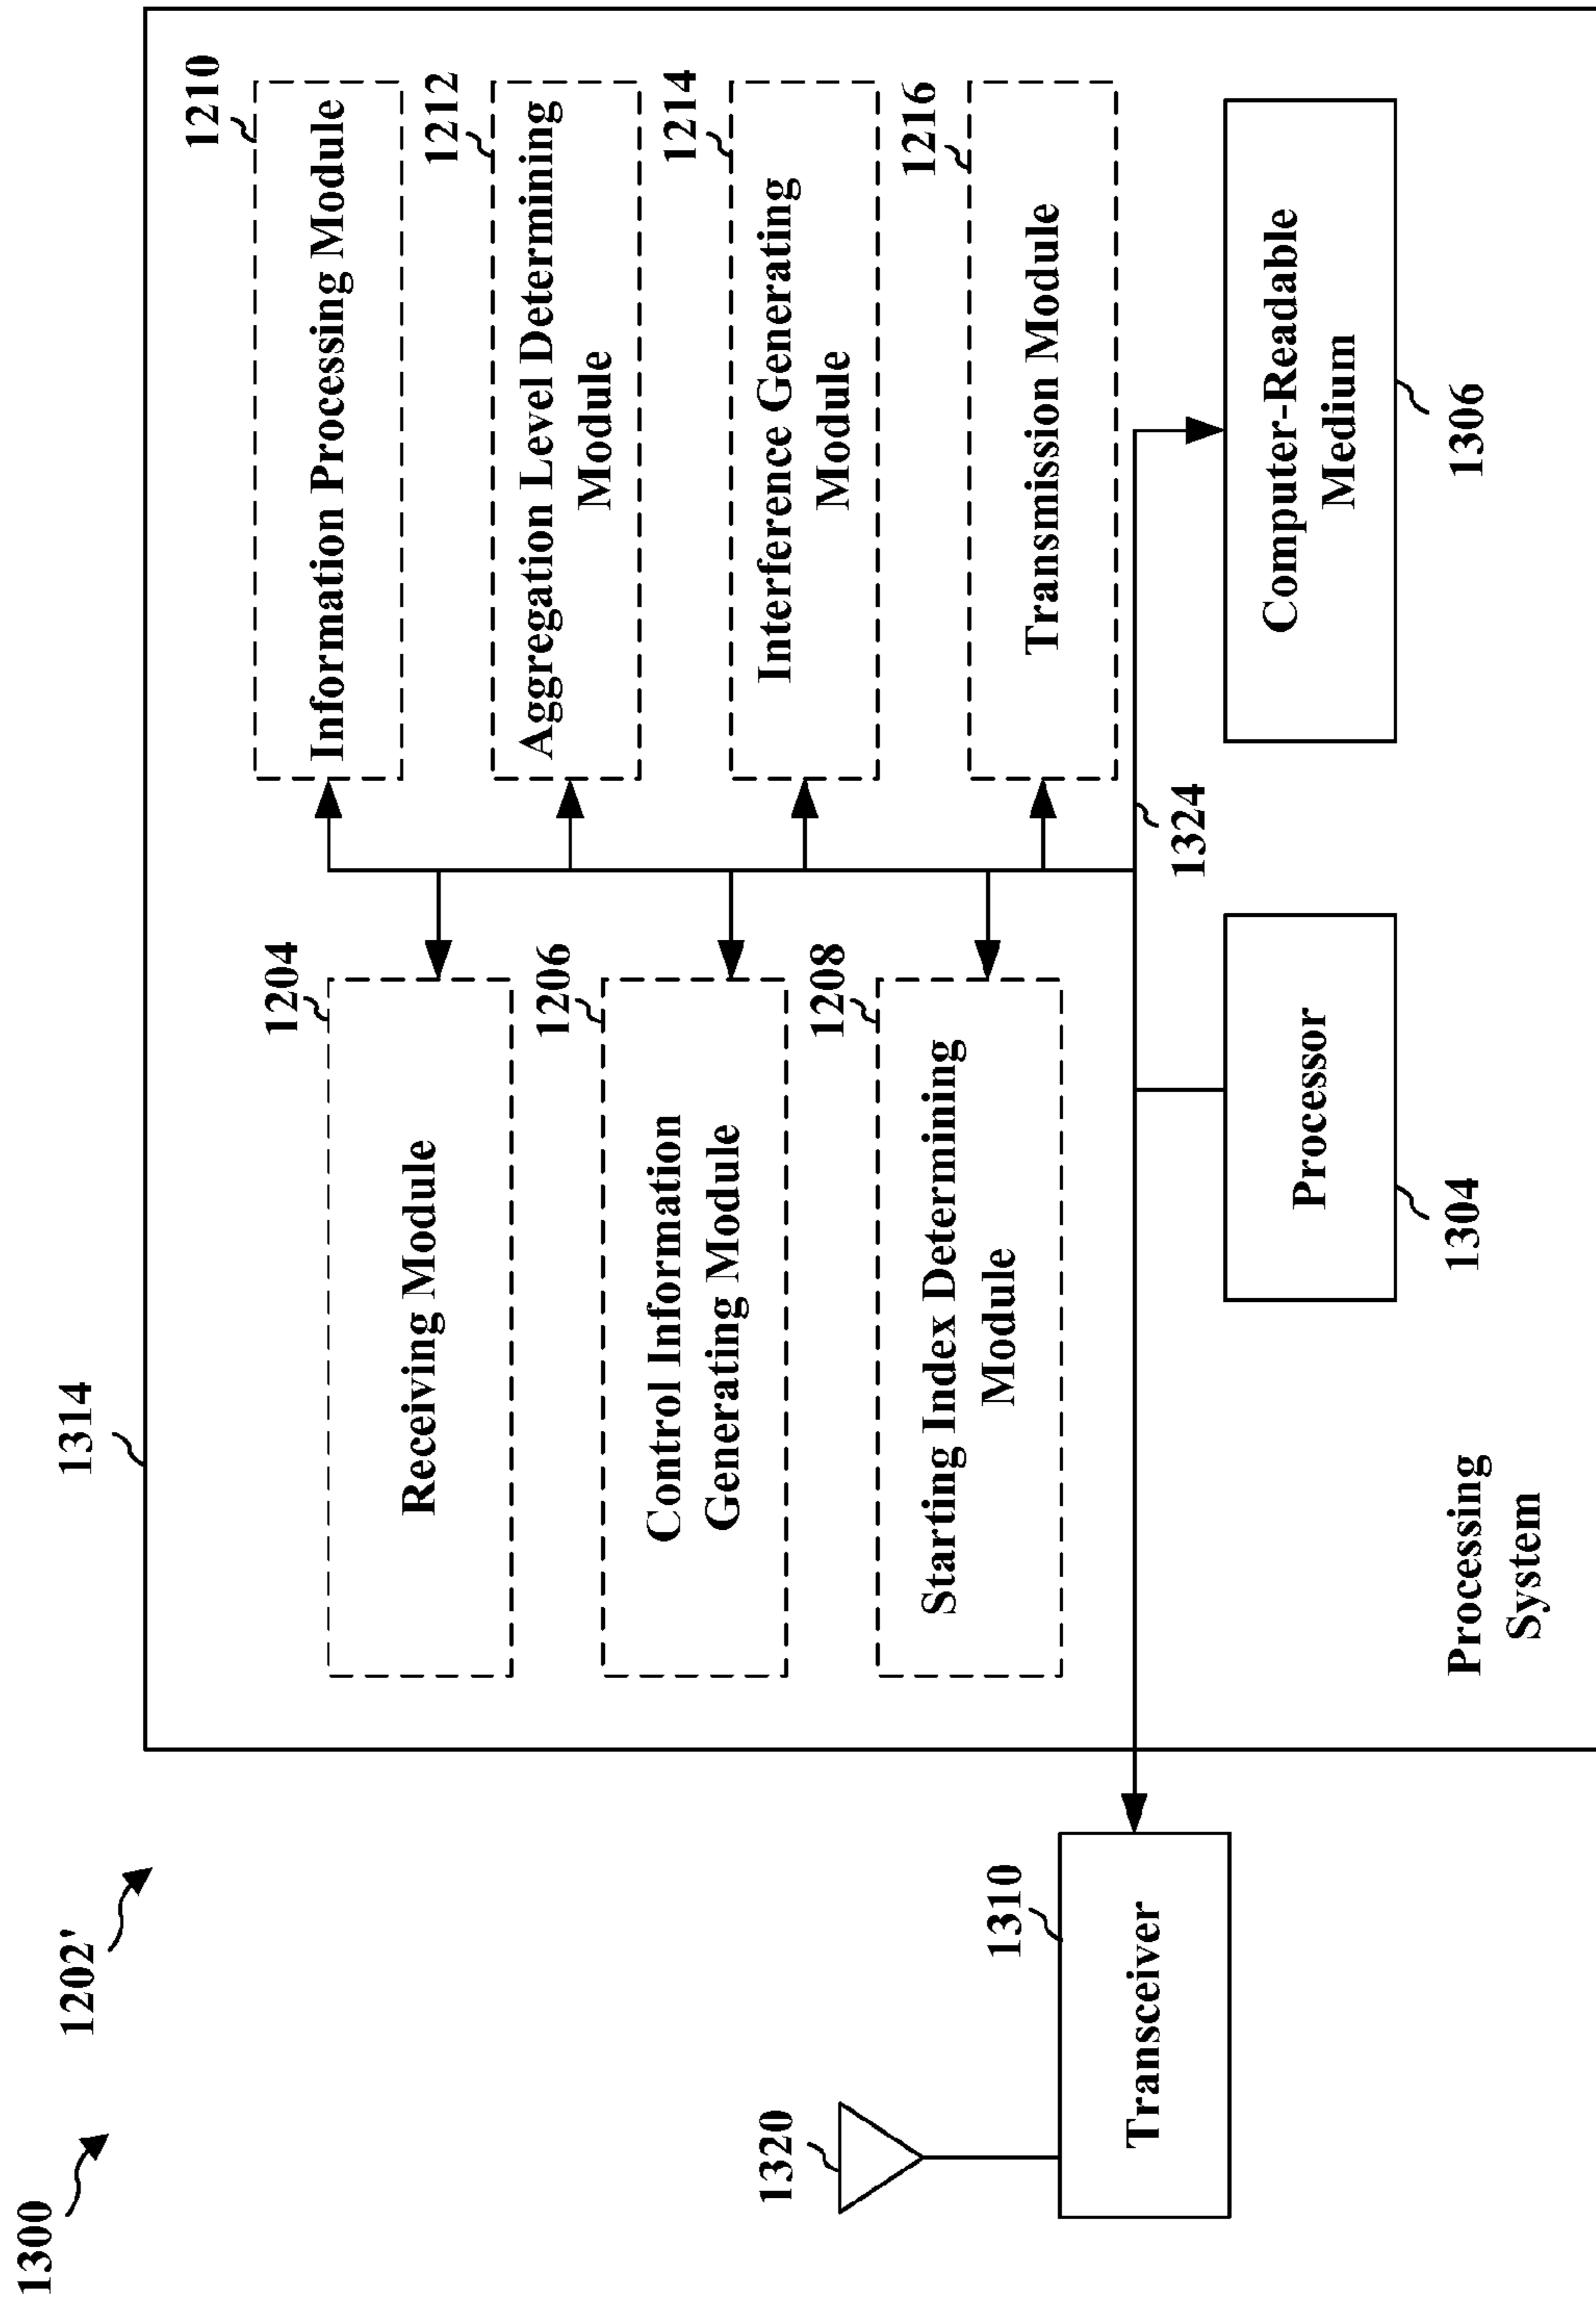 1300
1202'
1314
1320
1310
Transceiver
1204
Receiving Module
1206
Control Information
Generating Module
1208
Starting Index Determining
Module
1210
Information Processing Module
1212
Aggregation Level Determining
Module
1214
Interference Generating
Module
1216
Transmission Module
1324
Processor
1304
Computer-Readable
Medium
1306
Processing
System